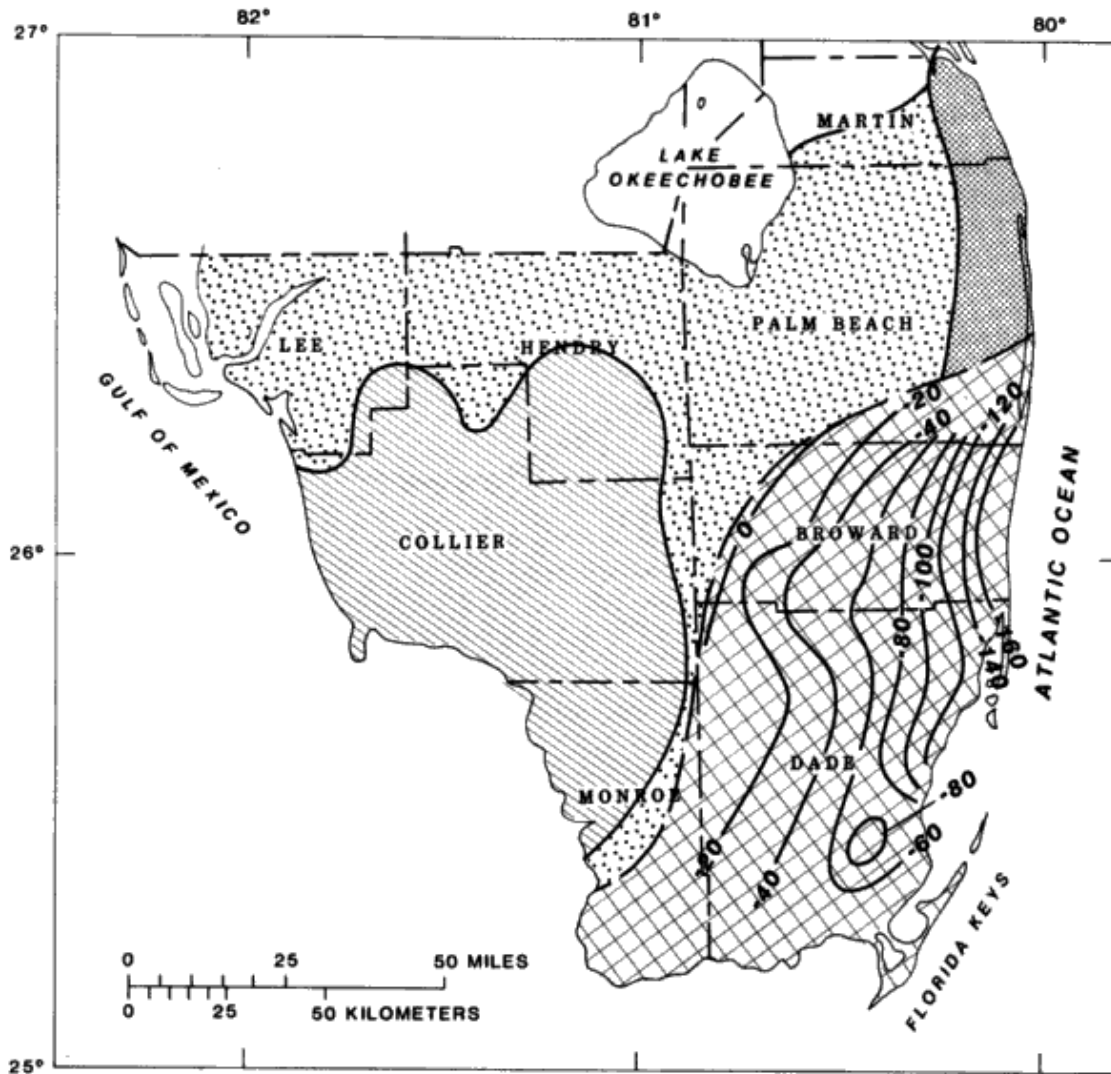 82°
81°
80°
27°
MARTIN
LAKE
OKEECHOBEE
PALM BEACH
LEE
HENDRY
GULF OF MEXICO
-20
-120
-40
0
COLLIER
BROWARD
26°
-100
ATLANTIC OCEAN
-80
-160
-140
DADE
MONROE
-80
-60
-20
-40
FLORIDA KEYS
0 25 50 MILES
0 25 50 KILOMETERS
25°